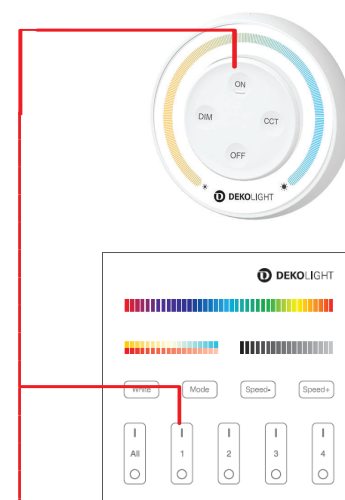 ON
DIM
CCT
OFF
DEKOLIGHT
DEKOLIGHT
White
Mode
Speed-
Speed+
All
1
2
3
4